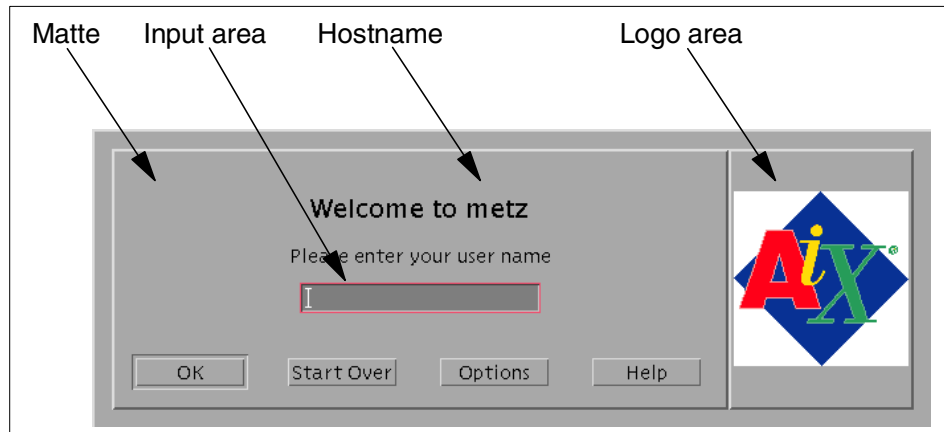 Matte Input area Hostname Logo area
Welcome to metz
Please enter your user name
AiX®
OK Start Over Options Help